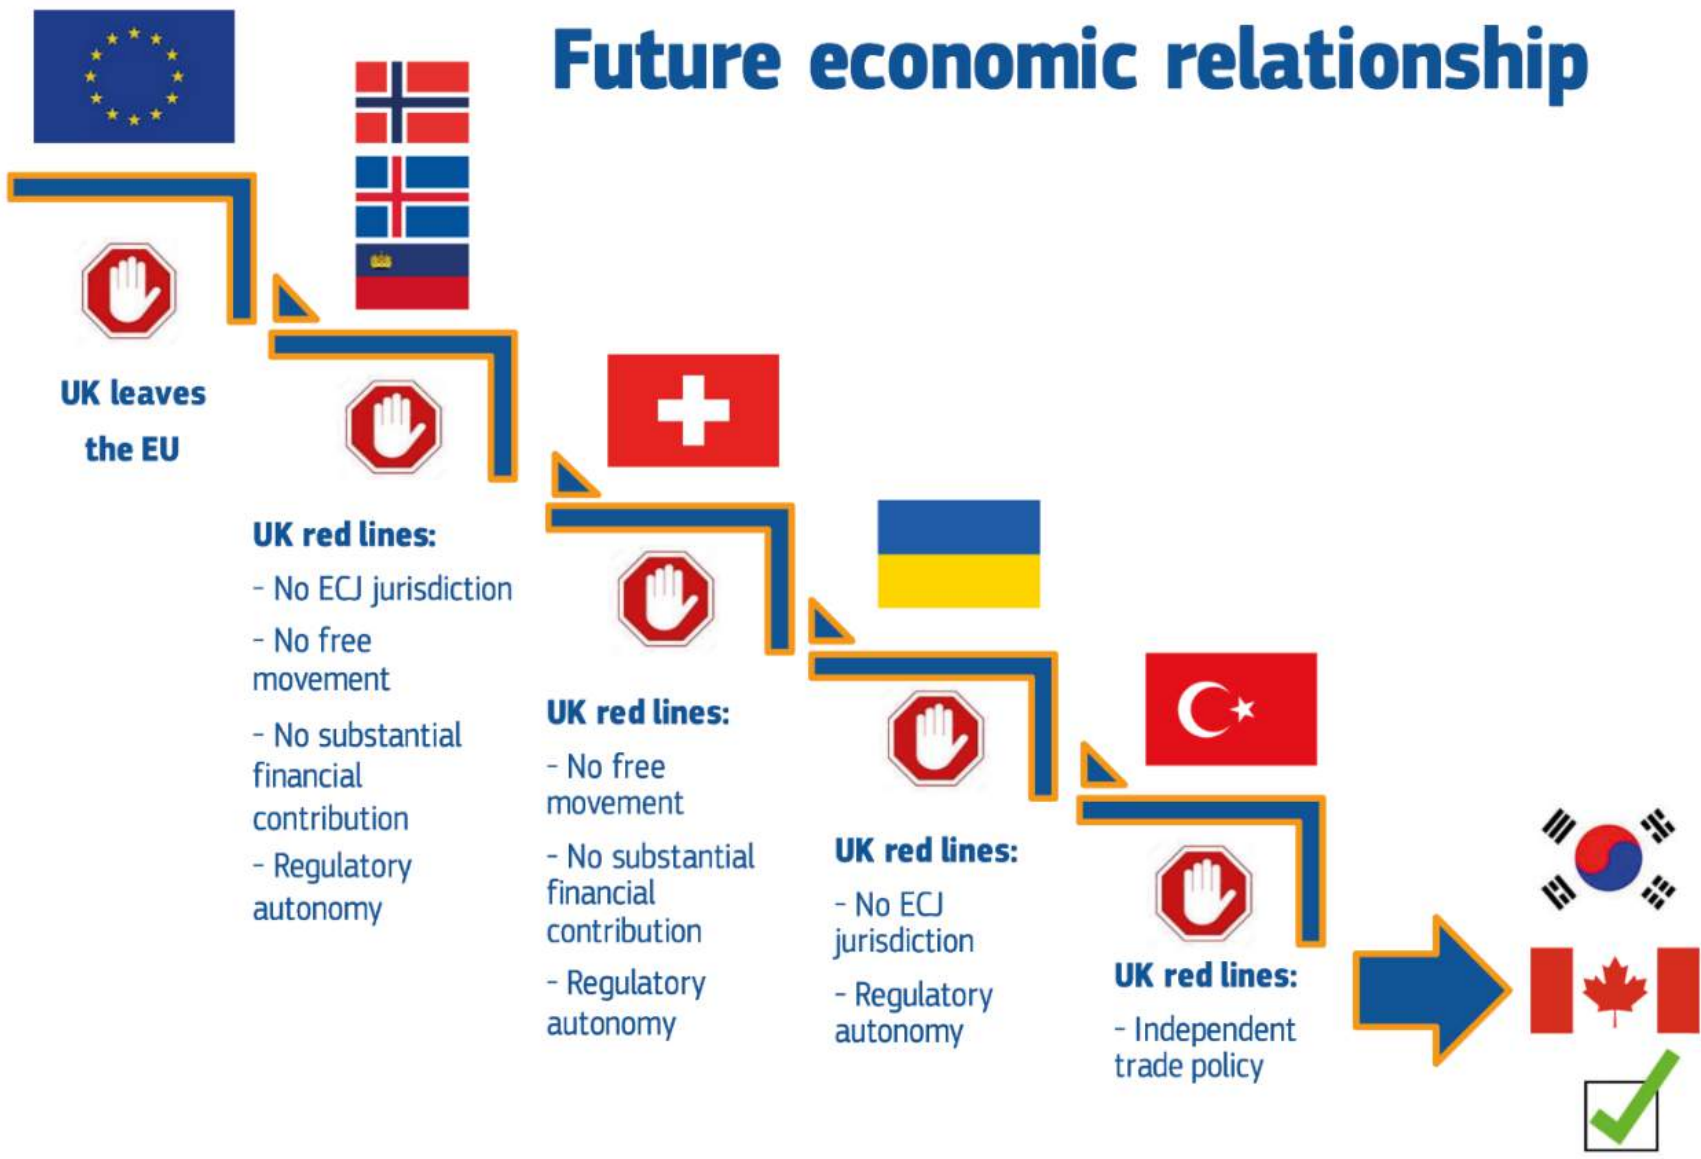 Future economic relationship
UK leaves
the EU
UK red lines:
- No ECJ jurisdiction
- No free
movement
- No substantial
financial
contribution
- Regulatory
autonomy
UK red lines:
- No free
movement
- No substantial
financial
contribution
- Regulatory
autonomy
UK red lines:
- No ECJ
jurisdiction
- Regulatory
autonomy
UK red lines:
- Independent
trade policy